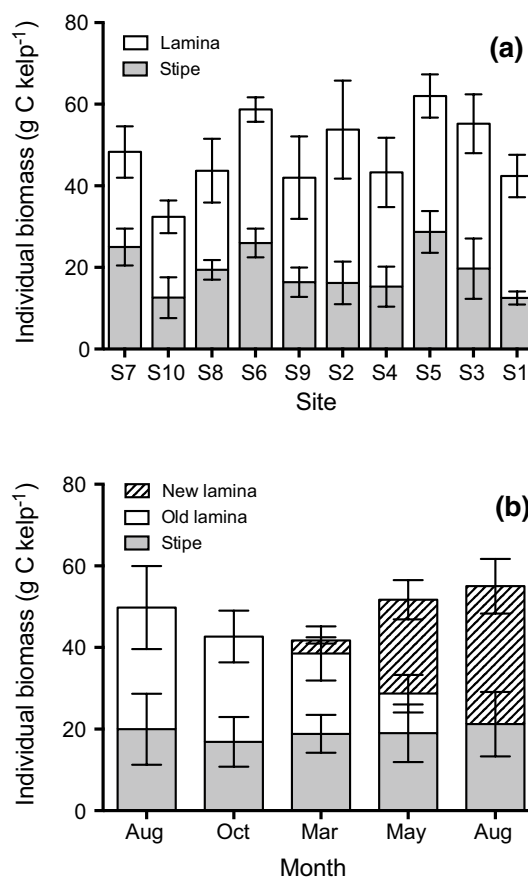 80
60
40
20
0
Individual biomass (g C kelp-1)
Lamina
Stipe
(a)
S7 S10 S8 S6 S9 S2 S4 S5 S3 S1
Site
80
60
40
20
0
Individual biomass (g C kelp-1)
New lamina
Old lamina
Stipe
(b)
Aug Oct Mar May Aug
Month